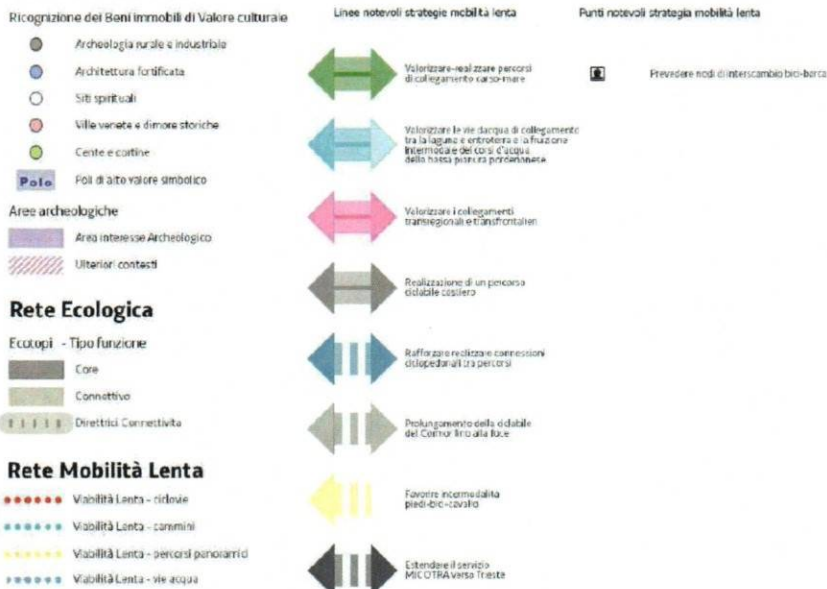 Ricognizione dei Beni immobili di Valore culturale
Archeologia rurale e industriale
Architettura fortificata
Siti spirituali
Ville venete e dimore storiche
Cente e cortine
Polo
Poli di alto valore simbolico
Aree archeologiche
Area interesse Archeologico
Ulteriori contesti
Rete Ecologica
Ecotopi - Tipo funzione
Core
Connettivo
Direttrici Connettivita
Rete Mobilità Lenta
Viabilità Lenta - ciclovie
Viabilità Lenta - cammini
Viabilità Lenta - percorsi panoramici
Viabilità Lenta - vie acqua
Linee notevoli strategie mobilità lenta
Valorizzare-realizzare percorsi
di collegamento carso-mare
Valorizzare le vie dacqua di collegamento
tra la laguna e entroterra e la fruizione
intermodale dei corsi d'acqua
della bassa pianura pordenonese
Valorizzare i collegamenti
transregionali e transfrontalieri
Realizzazione di un percorso
ciclabile costiero
Rafforzare realizzare connessioni
ciclopedonali tra percorsi
Prolungamento della ciclabile
del Cormor fino alla foce
Favorire intermodalita
piedi-bici-cavallo
Estendere il servizio
MICOTRA verso Trieste
Punti notevoli strategia mobilità lenta
Prevedere nodi di interscambio bici-barca